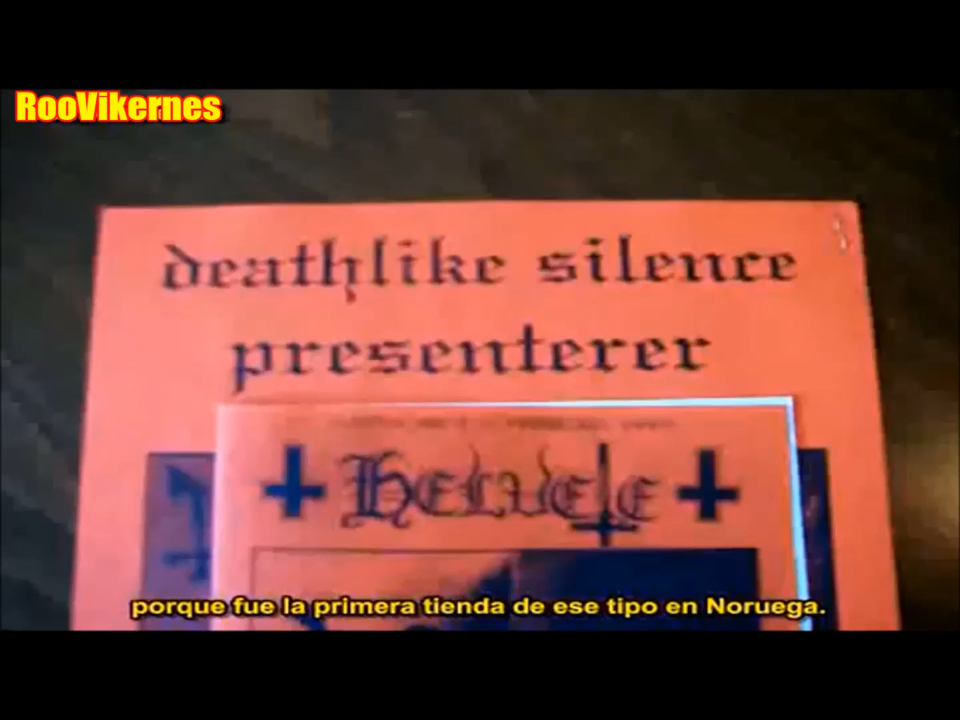 RooVikernes
deathlike silence
presenterer
HELVETE
porque fue la primera tienda de ese tipo en Noruega.